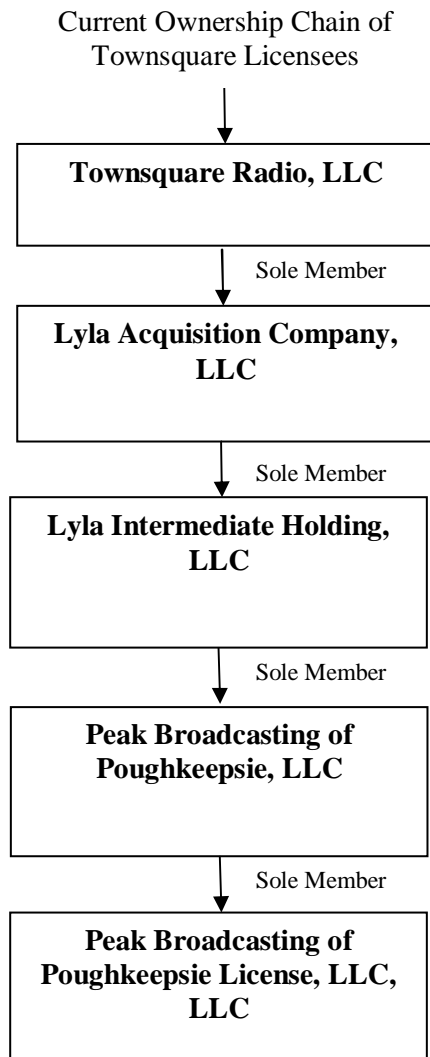 Current Ownership Chain of
Townsquare Licensees
Townsquare Radio, LLC
Sole Member
Lyla Acquisition Company,
LLC
Sole Member
Lyla Intermediate Holding,
LLC
Sole Member
Peak Broadcasting of
Poughkeepsie, LLC
Sole Member
Peak Broadcasting of
Poughkeepsie License, LLC,
LLC